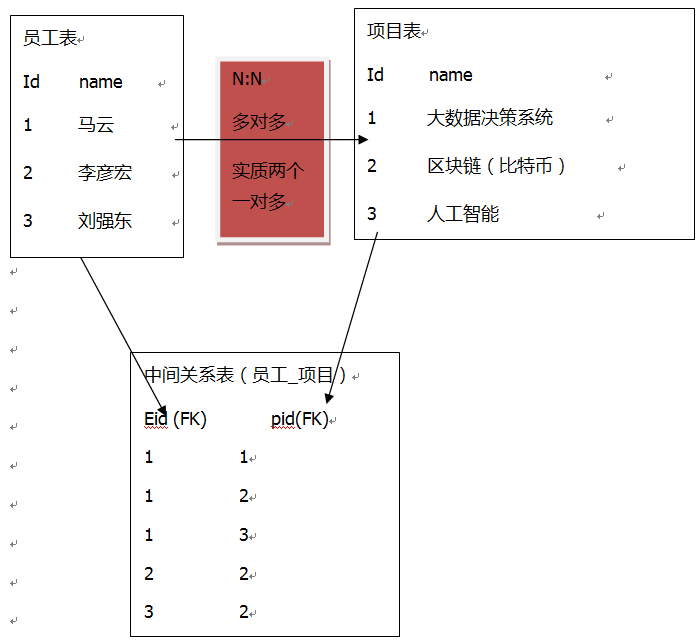 员工表
Id name
1 马云
2 李彦宏
3 刘强东
N:N
多对多
实质两个
一对多
项目表
Id name
1 大数据决策系统
2 区块链（比特币）
3 人工智能
中间关系表（员工_项目）
Eid (FK) pid(FK)
1 1
1 2
1 3
2 2
3 2